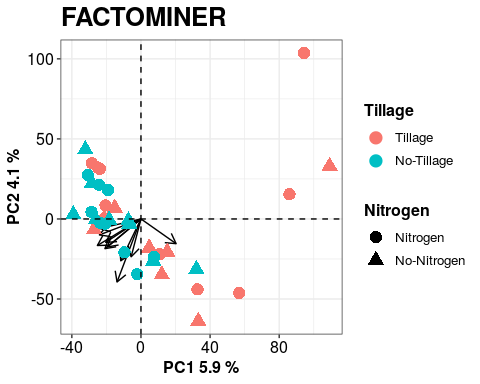 FACTOMINER
100
50
0
-50
-40
0
40
80
PC1 5.9 %
PC2 4.1 %
Tillage
Tillage
No-Tillage
Nitrogen
Nitrogen
No-Nitrogen